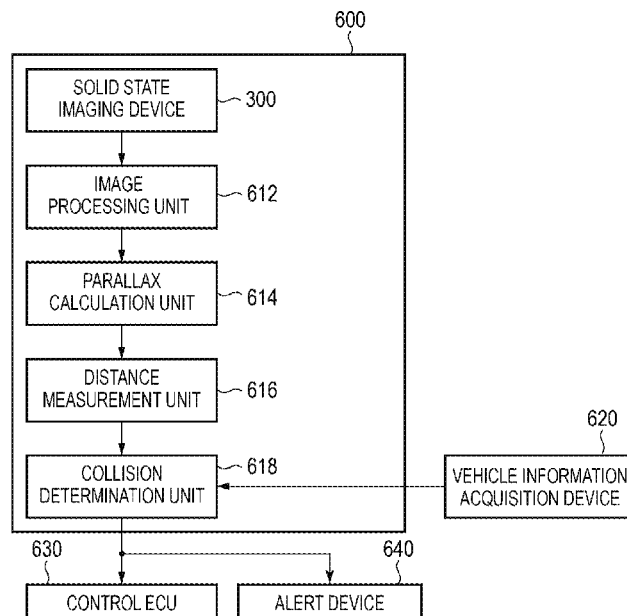 600
SOLID STATE
IMAGING DEVICE
300
IMAGE
PROCESSING UNIT
612
PARALLAX
CALCULATION UNIT
614
DISTANCE
MEASUREMENT UNIT
616
COLLISION
DETERMINATION UNIT
618
620
VEHICLE INFORMATION
ACQUISITION DEVICE
630
CONTROL ECU
640
ALERT DEVICE